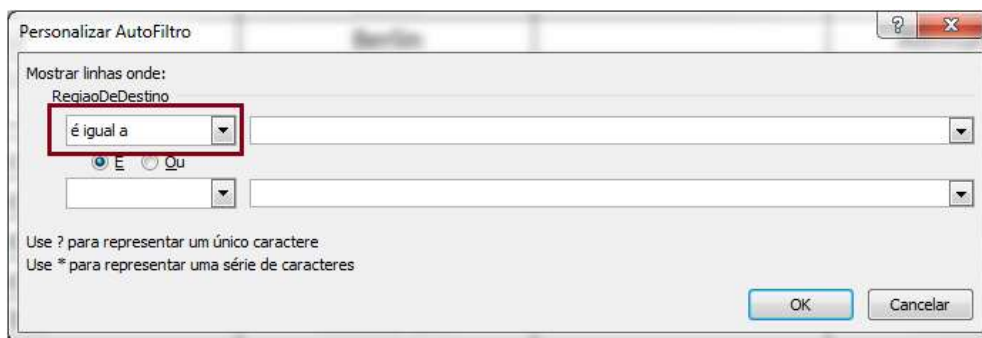 Personalizar AutoFiltro
Berlin
Mostrar linhas onde:
RegiaoDeDestino
é igual a
E Ou
Use ? para representar um único caractere
Use * para representar uma série de caracteres
OK Cancelar